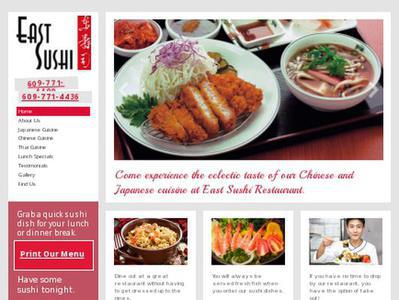 EAST
SUSHI
東壽司
609-771-
609-771-4436
Home
About Us
Japanese Cuisine
Chinese Cuisine
Thai Cuisine
Lunch Specials
Testimonials
Gallery
Find Us
Grab a quick sushi
dish for your lunch
or dinner break.
Print Our Menu
Have some
sushi tonight.
Come experience the eclectic taste of our Chinese and
Japanese cuisine at East Sushi Restaurant.
Dine out at a great
restaurant without having
to get dressed up to the
nines.
You will always be
served fresh fish when
you order our sushi dishes.
If you have no time to drop
by our restaurant, you
have the option of take
out!